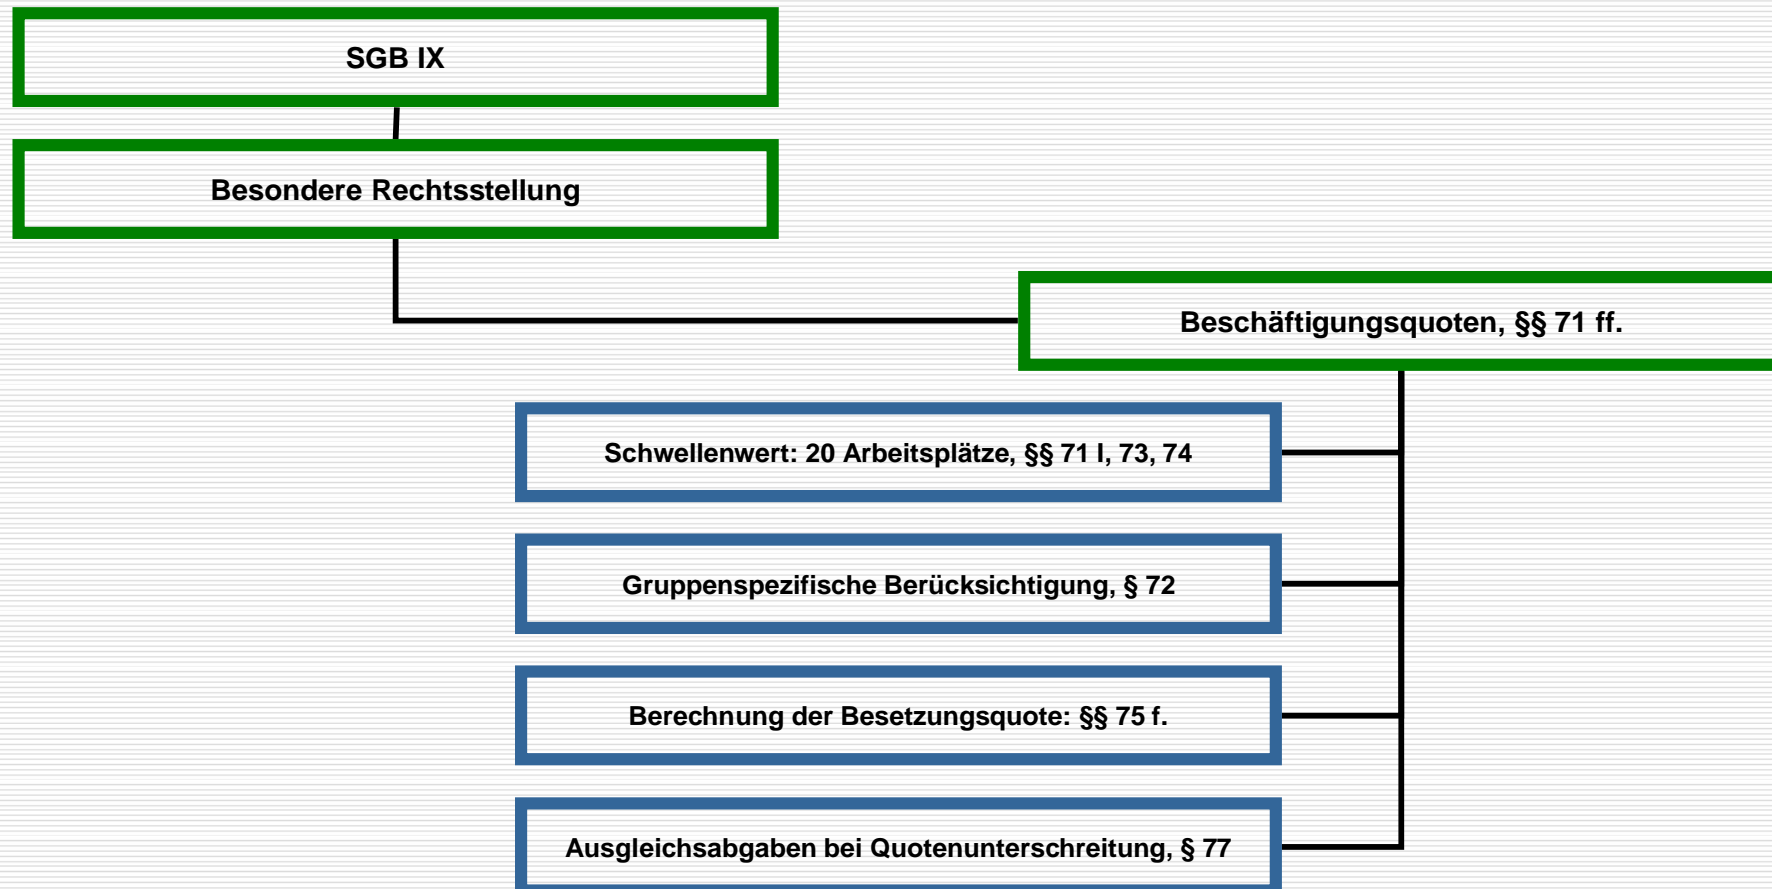 SGB IX
Besondere Rechtsstellung
Beschäftigungsquoten, §§ 71 ff.
Schwellenwert: 20 Arbeitsplätze, §§ 71 I, 73, 74
Gruppenspezifische Berücksichtigung, § 72
Berechnung der Besetzungsquote: §§ 75 f.
Ausgleichsabgaben bei Quotenunterschreitung, § 77